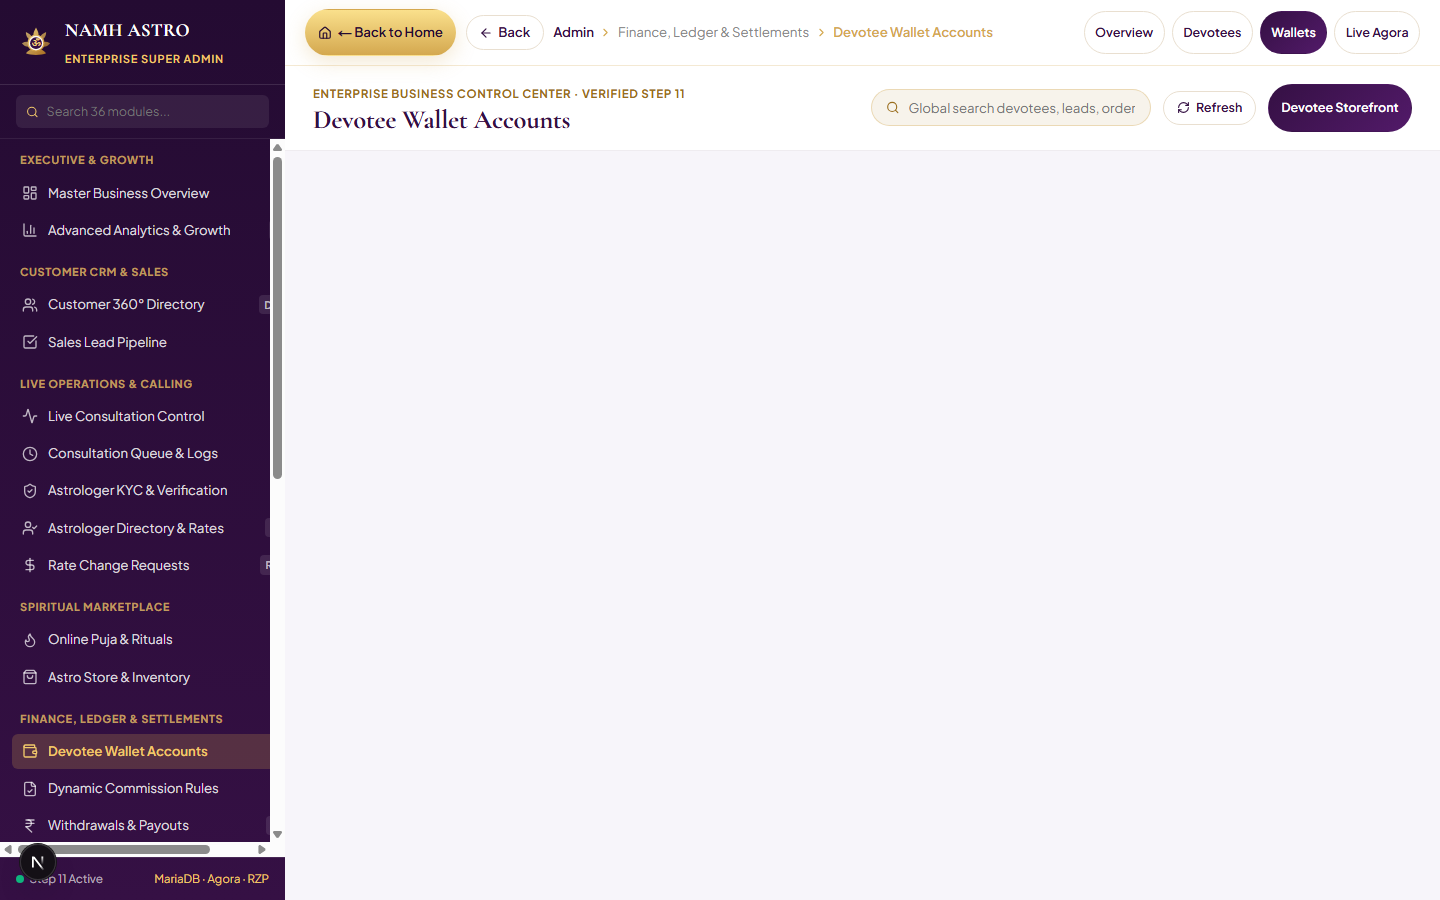 NAMH ASTRO
ENTERPRISE SUPER ADMIN
Search 36 modules...
EXECUTIVE & GROWTH
Master Business Overview
Advanced Analytics & Growth
CUSTOMER CRM & SALES
Customer 360° Directory
Sales Lead Pipeline
LIVE OPERATIONS & CALLING
Live Consultation Control
Consultation Queue & Logs
Astrologer KYC & Verification
Astrologer Directory & Rates
Rate Change Requests
SPIRITUAL MARKETPLACE
Online Puja & Rituals
Astro Store & Inventory
FINANCE, LEDGER & SETTLEMENTS
Devotee Wallet Accounts
Dynamic Commission Rules
Withdrawals & Payouts
N
Step 11 Active MariaDB · Agora · RZP
← Back to Home Back Admin > Finance, Ledger & Settlements > Devotee Wallet Accounts Overview Devotees Wallets Live Agora
ENTERPRISE BUSINESS CONTROL CENTER · VERIFIED STEP 11
Devotee Wallet Accounts
Global search devotees, leads, order Refresh Devotee Storefront